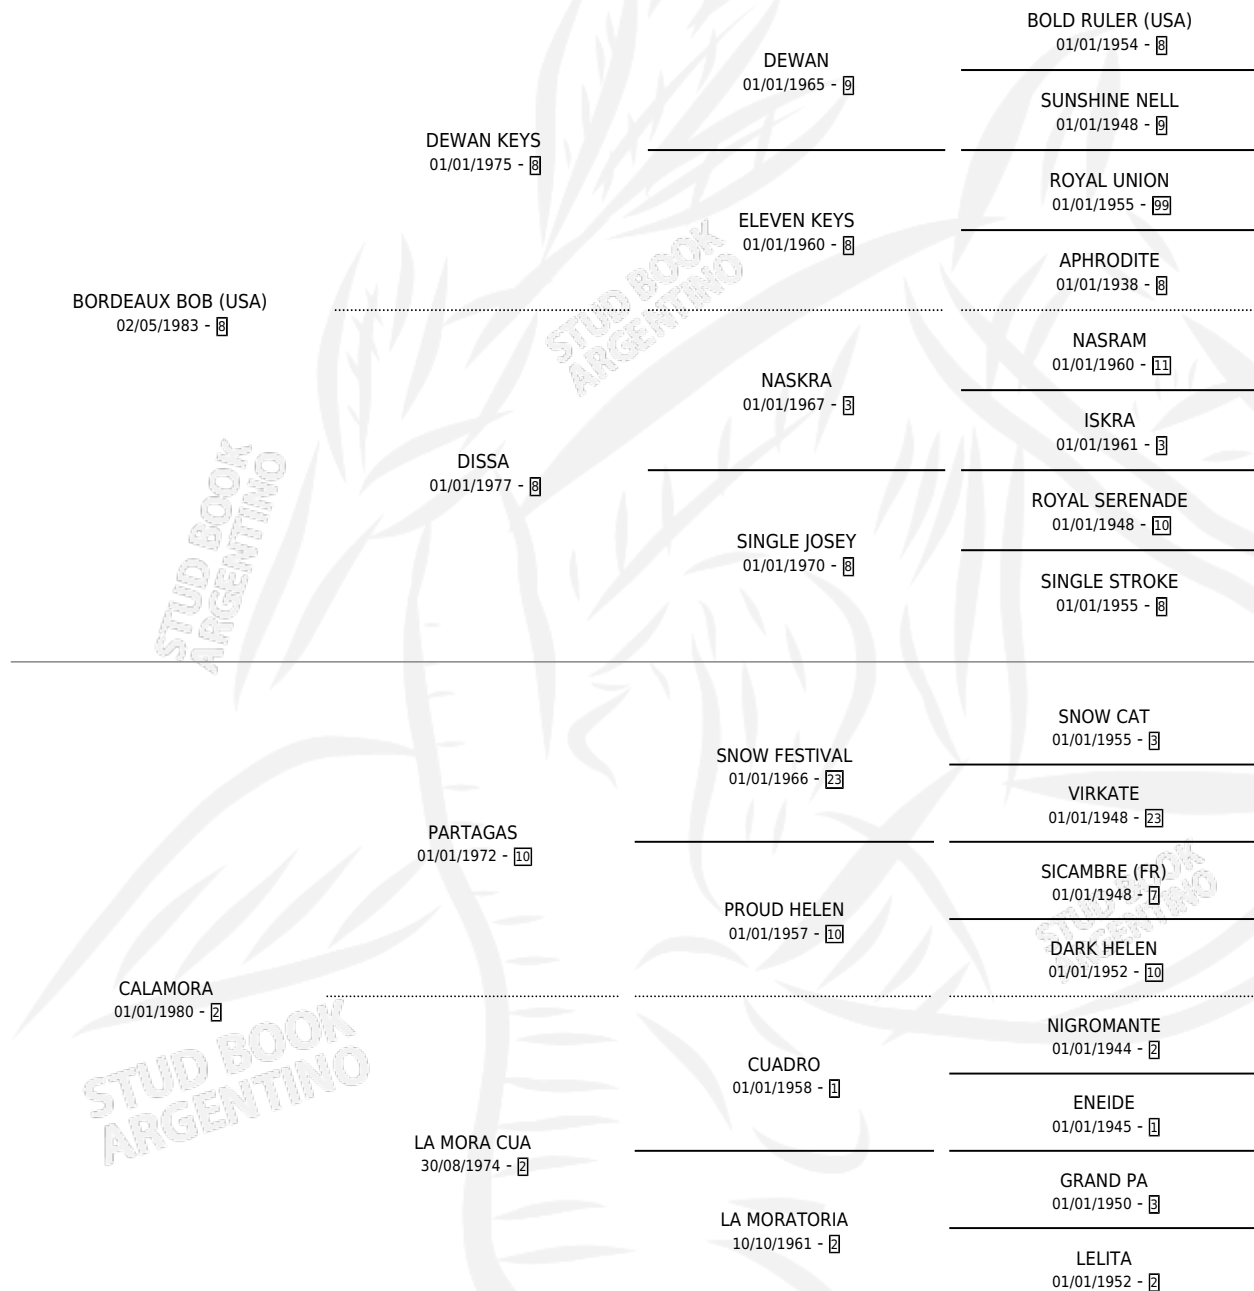 BOLD RULER (USA)
01/01/1954 - 8
DEWAN
01/01/1965 - 9
SUNSHINE NELL
01/01/1948 - 9
DEWAN KEYS
01/01/1975 - 8
ROYAL UNION
01/01/1955 - 99
ELEVEN KEYS
01/01/1960 - 8
APHRODITE
01/01/1938 - 8
BORDEAUX BOB (USA)
02/05/1983 - 8
NASRAM
01/01/1960 - 11
NASKRA
01/01/1967 - 3
ISKRA
01/01/1961 - 3
DISSA
01/01/1977 - 8
ROYAL SERENADE
01/01/1948 - 10
SINGLE JOSEY
01/01/1970 - 8
SINGLE STROKE
01/01/1955 - 8
STUD BOOK
ARGENTINO
STUD BOOK
ARGENTINO
SNOW CAT
01/01/1955 - 3
SNOW FESTIVAL
01/01/1966 - 23
VIRKATE
01/01/1948 - 23
PARTAGAS
01/01/1972 - 10
SICAMBRE (FR)
01/01/1948 - 7
PROUD HELEN
01/01/1957 - 10
DARK HELEN
01/01/1952 - 10
CALAMORA
01/01/1980 - 2
NIGROMANTE
01/01/1944 - 2
CUADRO
01/01/1958 - 1
ENEIDE
01/01/1945 - 1
LA MORA CUA
30/08/1974 - 2
GRAND PA
01/01/1950 - 3
LA MORATORIA
10/10/1961 - 2
LELITA
01/01/1952 - 2
STUD BOOK
ARGENTINO
STUD BOOK
ARGENTINO